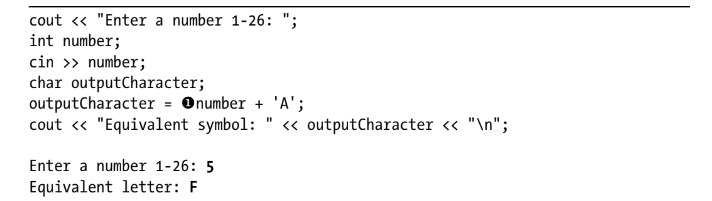 cout << "Enter a number 1-26: ";
int number;
cin >> number;
char outputCharacter;
outputCharacter = ❶number + 'A';
cout << "Equivalent symbol: " << outputCharacter << "\n";
Enter a number 1-26: 5
Equivalent letter: F